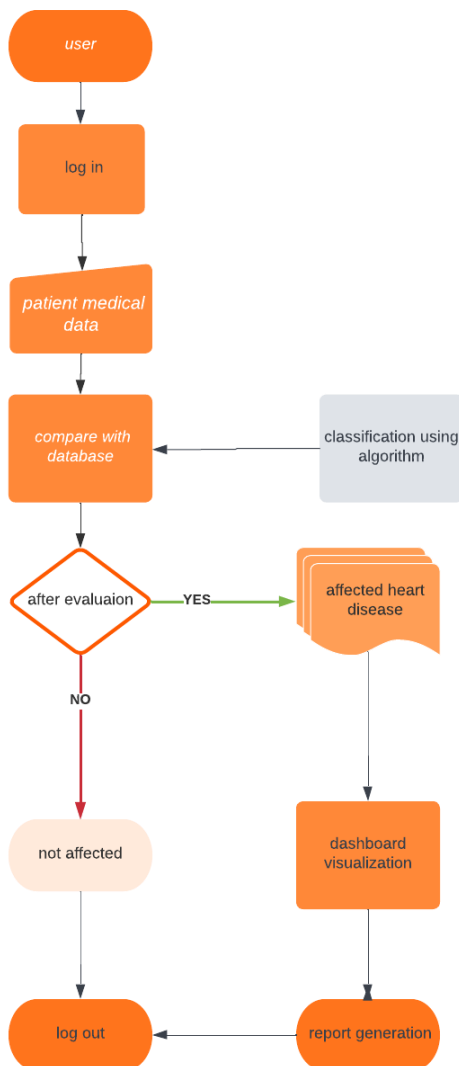 user
log in
patient medical
data
compare with
database
classification using
algorithm
after evaluaion
YES
affected heart
disease
NO
not affected
dashboard
visualization
log out
report generation